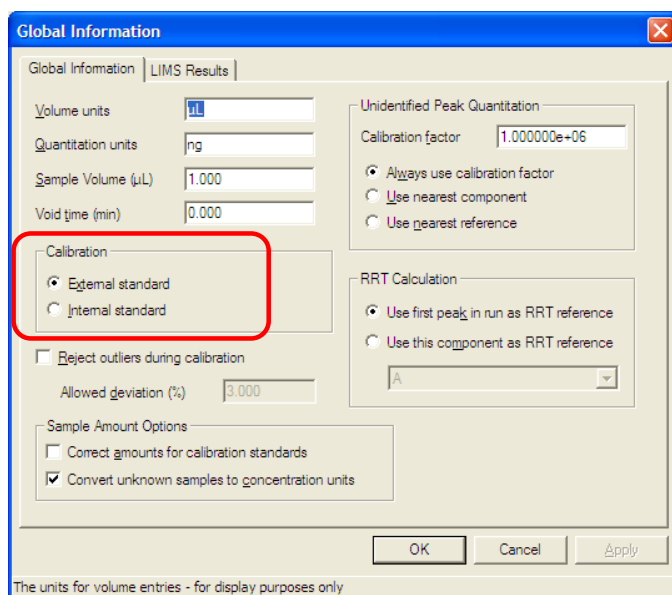 Global Information
Global Information
LIMS Results
Volume units
µL
Quantitation units
ng
Sample Volume (µL)
1.000
Void time (min)
0.000
Calibration
External standard
Internal standard
Reject outliers during calibration
Allowed deviation (%)
3.000
Sample Amount Options
Correct amounts for calibration standards
Convert unknown samples to concentration units
Unidentified Peak Quantitation
Calibration factor
1.000000e+06
Always use calibration factor
Use nearest component
Use nearest reference
RRT Calculation
Use first peak in run as RRT reference
Use this component as RRT reference
A
OK
Cancel
Apply
The units for volume entries - for display purposes only